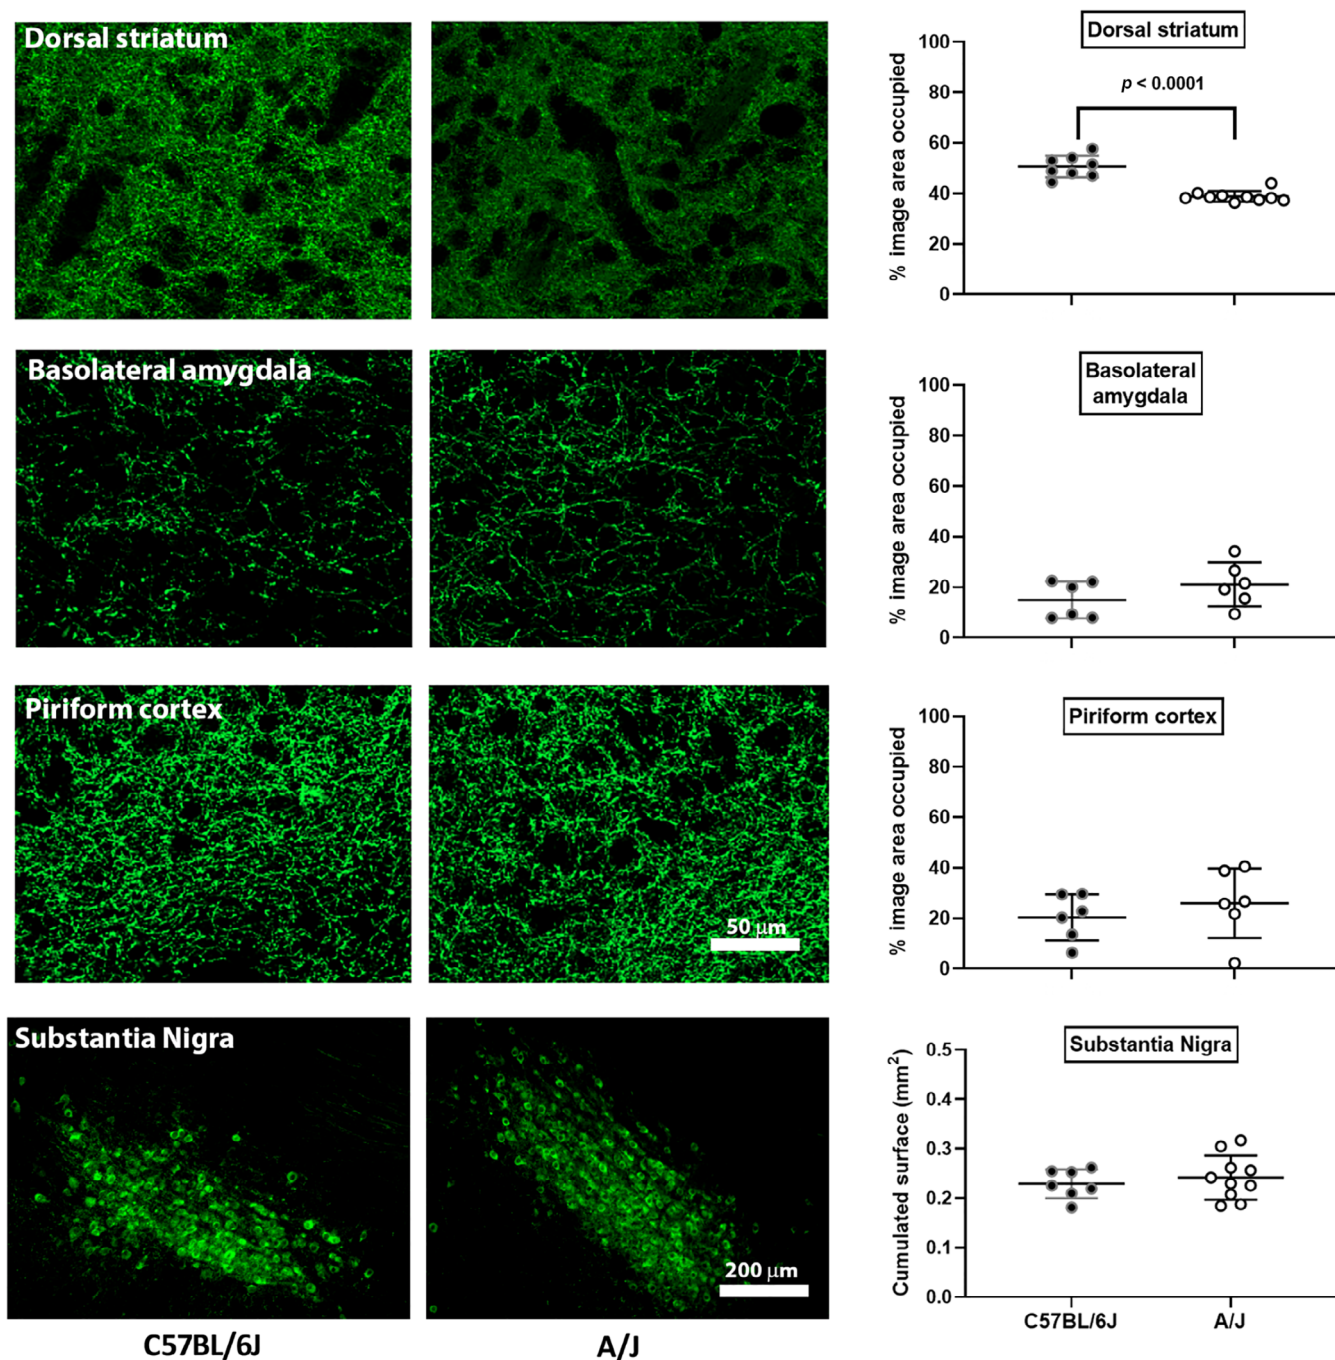 Dorsal striatum
Dorsal striatum
p < 0.0001
% image area occupied
100
80
60
40
20
0
Basolateral amygdala
Basolateral
amygdala
% image area occupied
100
80
60
40
20
0
Piriform cortex
50 μm
Piriform cortex
% image area occupied
100
80
60
40
20
0
Substantia Nigra
200 μm
Substantia Nigra
Cumulated surface (mm²)
0.5
0.4
0.3
0.2
0.1
0.0
C57BL/6J
A/J
C57BL/6J
A/J